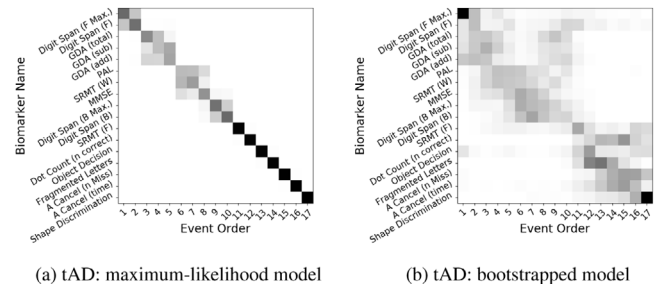 Digit Span (F Max.)
Digit Span (F)
GDA (total)
GDA (sub)
GDA (add)
PAL
SRMT (W)
MMSE
Digit Span (B Max.)
Digit Span (B)
SRMT (F)
Dot Count (n correct)
Object Decision
Fragmented Letters
A Cancel (n Miss)
A Cancel (time)
Shape Discrimination
Biomarker Name
1 2 3 4 5 6 7 8 9 10 11 12 13 14 15 16 17
Event Order
(a) tAD: maximum-likelihood model
Digit Span (F Max.)
Digit Span (F)
GDA (total)
GDA (sub)
GDA (add)
PAL
SRMT (W)
MMSE
Digit Span (B Max.)
Digit Span (B)
SRMT (F)
Dot Count (n correct)
Object Decision
Fragmented Letters
A Cancel (n Miss)
A Cancel (time)
Shape Discrimination
Biomarker Name
1 2 3 4 5 6 7 8 9 10 11 12 13 14 15 16 17
Event Order
(b) tAD: bootstrapped model